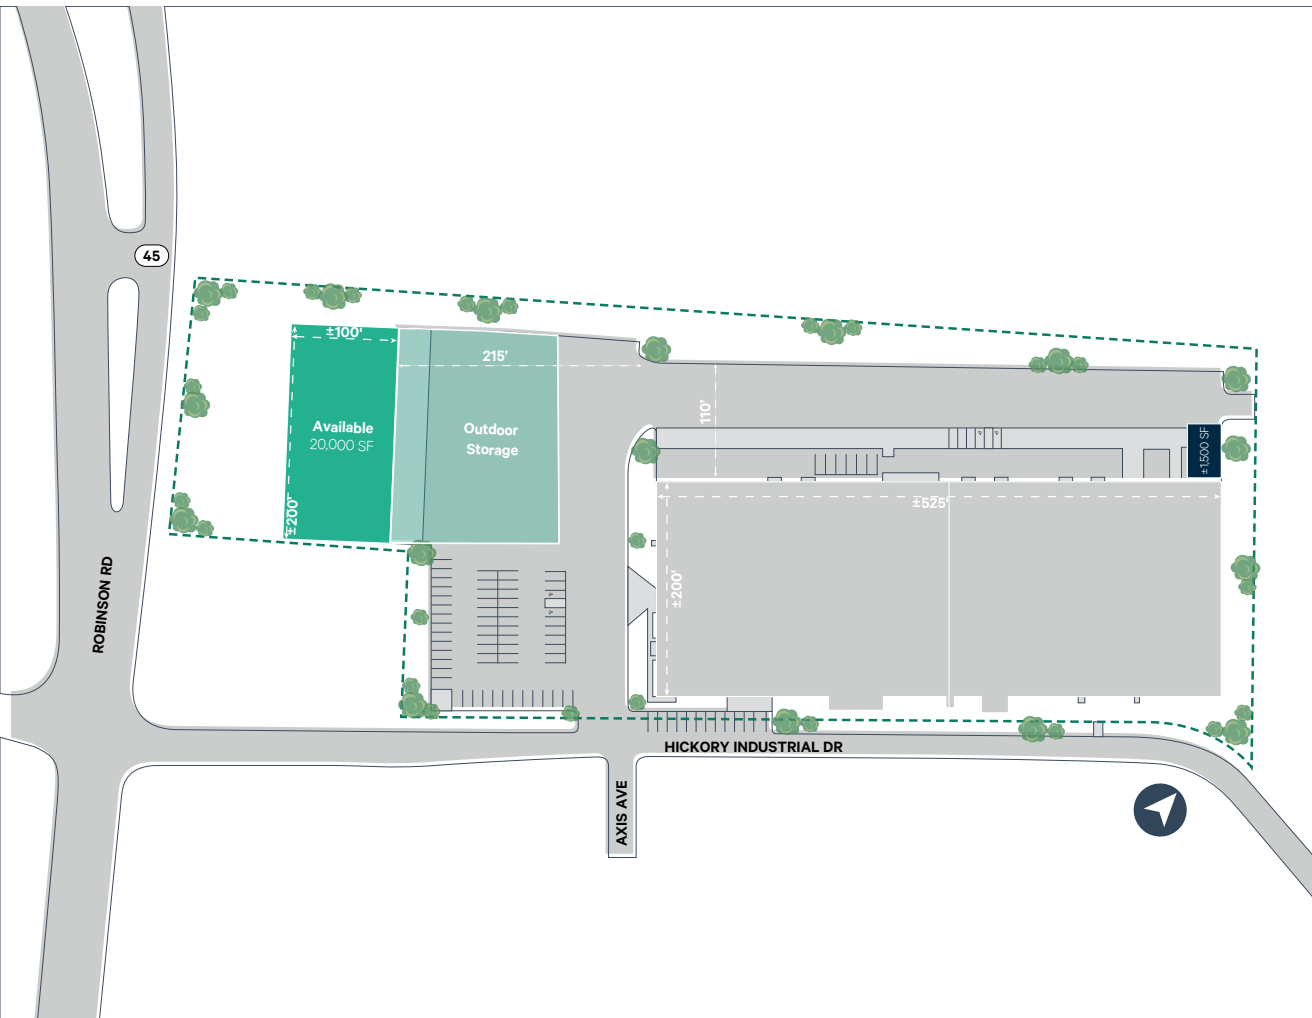 45
±100'
215'
110'
Available
20,000 SF
Outdoor
Storage
±1,500 SF
±525'
±200'
±200'
ROBINSON RD
HICKORY INDUSTRIAL DR
AXIS AVE